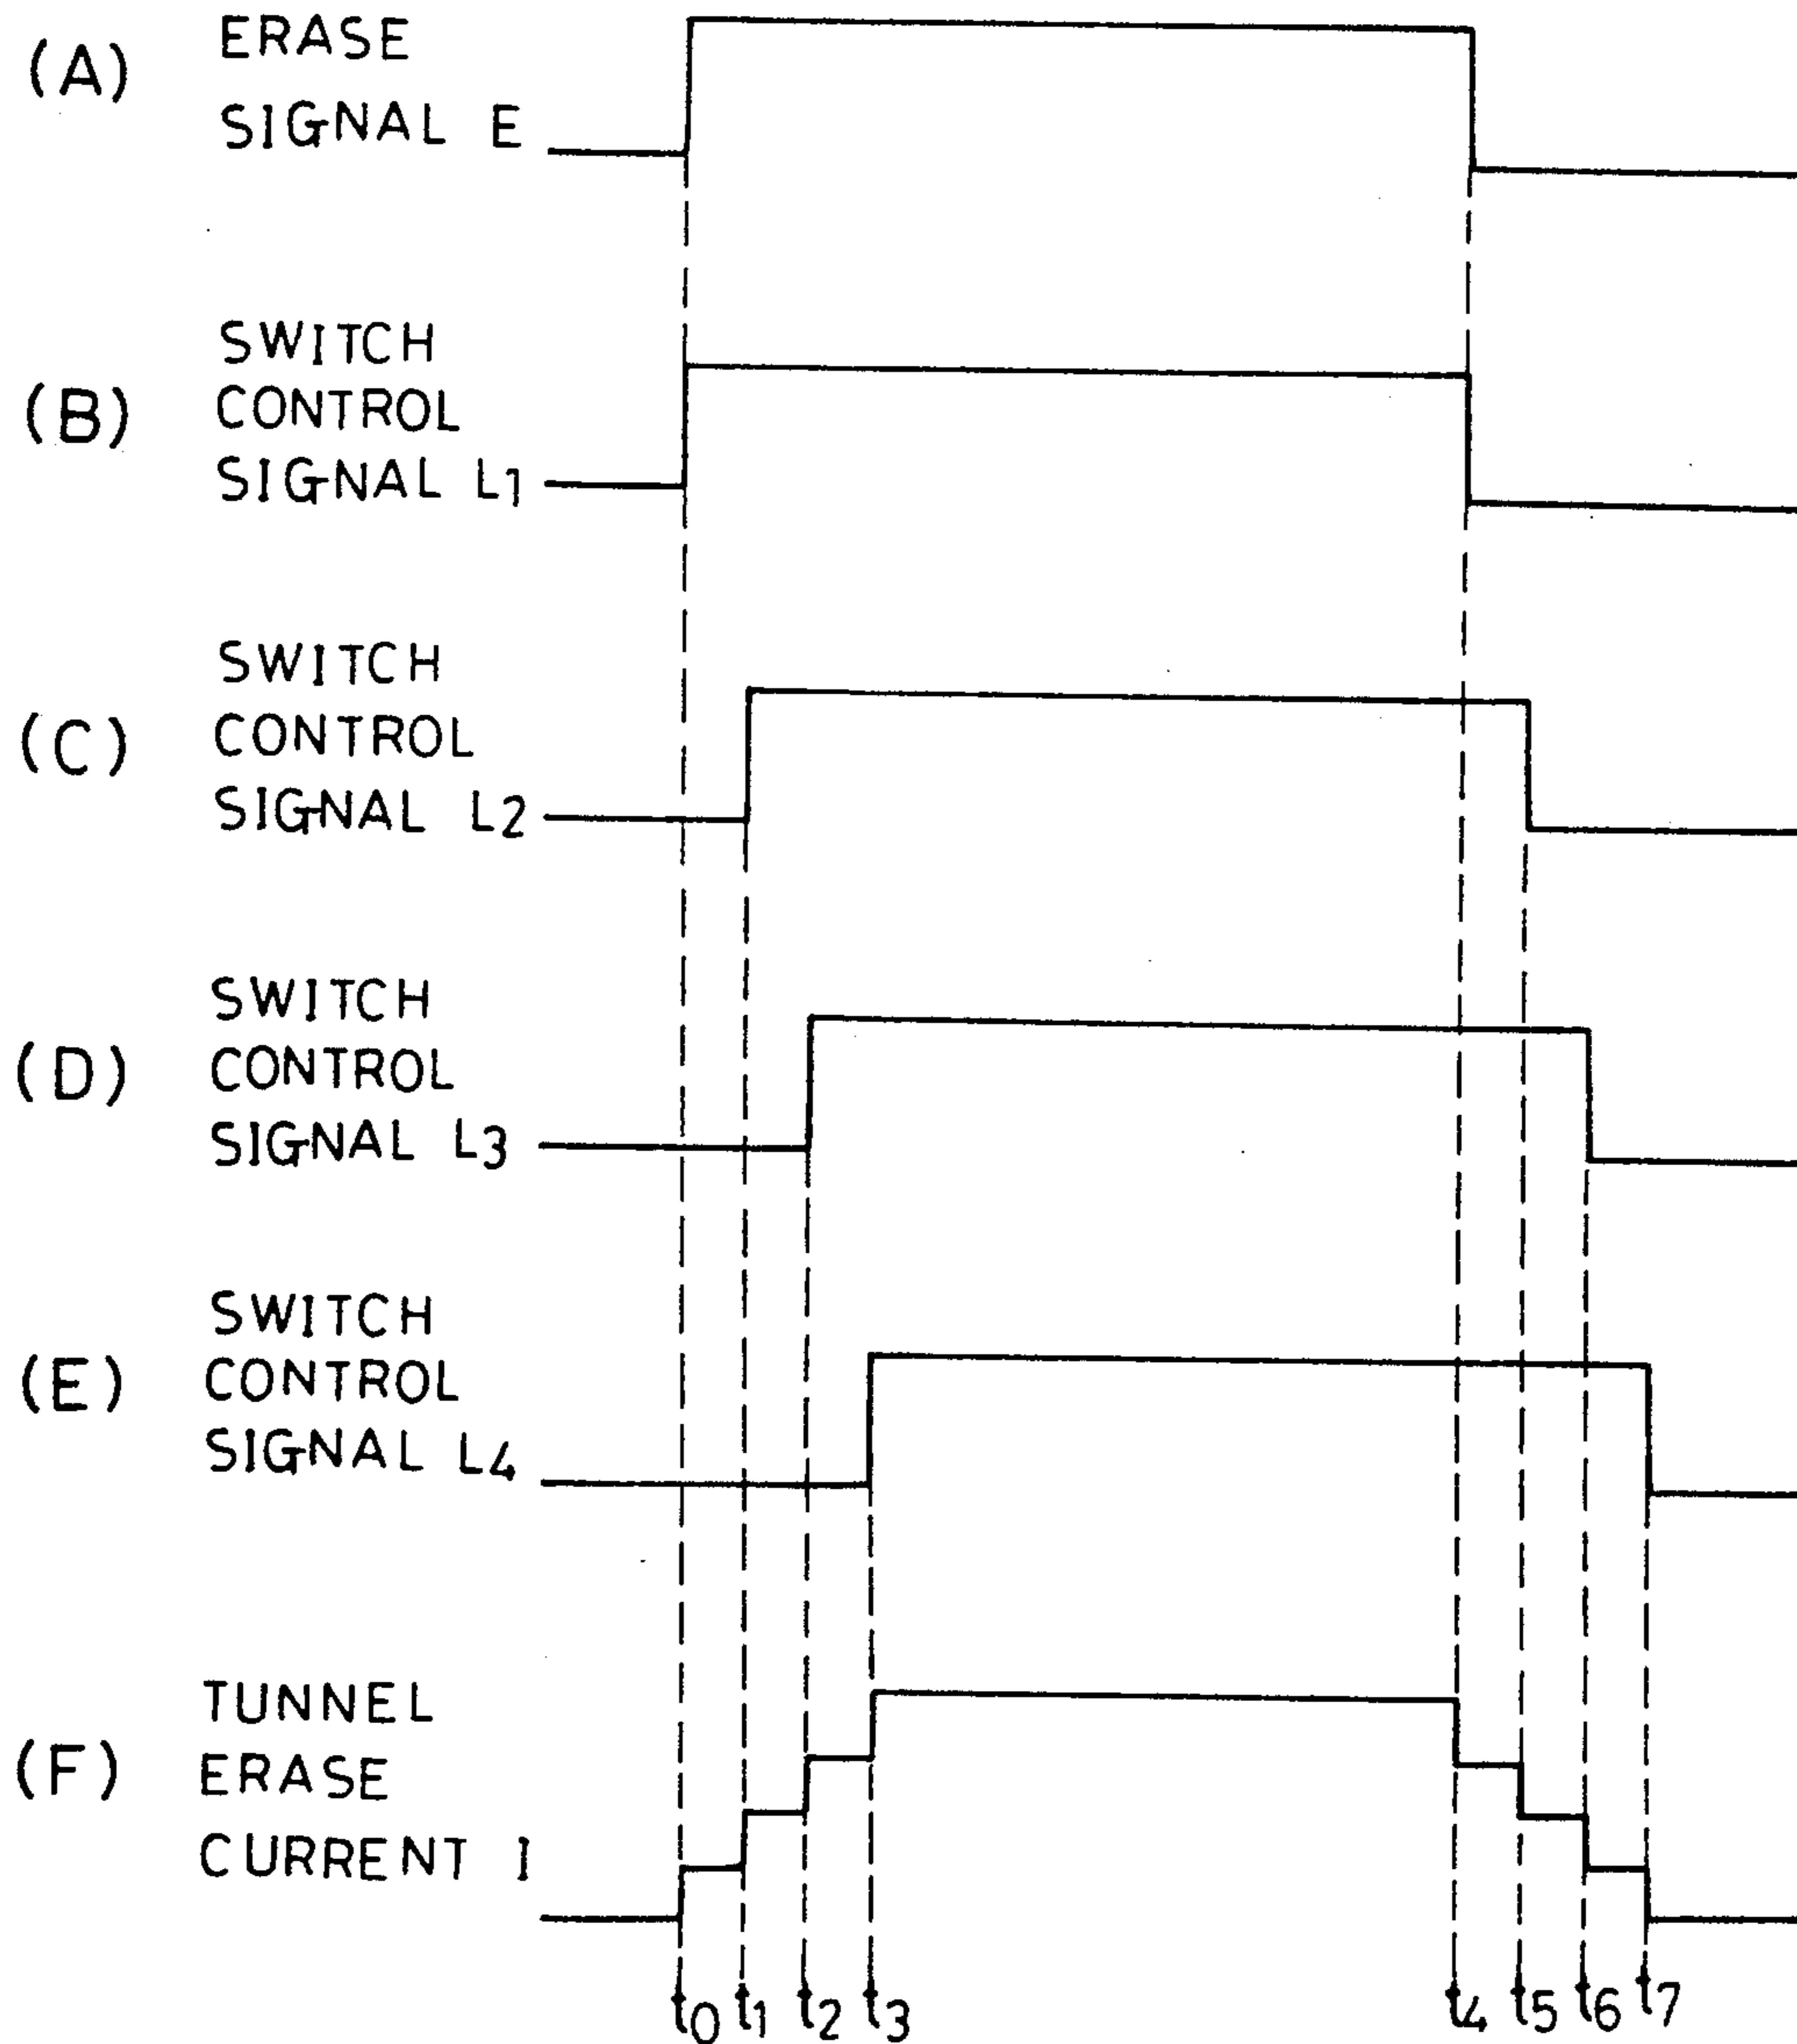 (A) ERASE
SIGNAL E
SWITCH
(B) CONTROL
SIGNAL L1
SWITCH
(C) CONTROL
SIGNAL L2
SWITCH
(D) CONTROL
SIGNAL L3
SWITCH
(E) CONTROL
SIGNAL L4
TUNNEL
(F) ERASE
CURRENT I
t0 t1 t2 t3 t4 t5 t6 t7